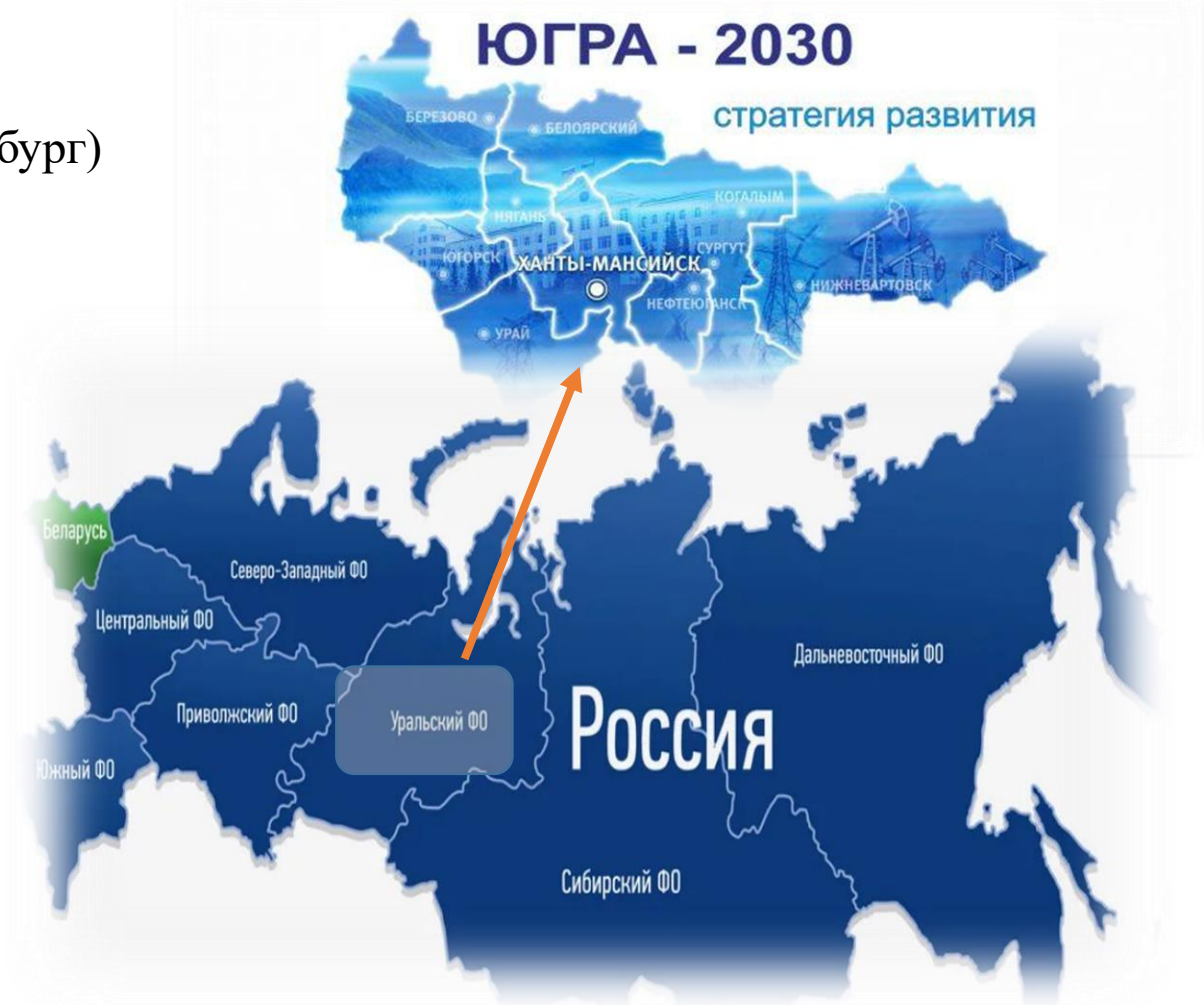 ЮГРА - 2030
стратегия развития
бург)
БЕРЕЗОВО
БЕЛОЯРСКИЙ
НЯГАНЬ
КОГАЛЫМ
ЮГОРСК
ХАНТЫ-МАНСИЙСК
СУРГУТ
НЕФТЕЮГАНСК
НИЖНЕВАРТОВСК
УРАЙ
Беларусь
Северо-Западный ФО
Центральный ФО
Приволжский ФО
Уральский ФО
Южный ФО
Россия
Дальневосточный ФО
Сибирский ФО